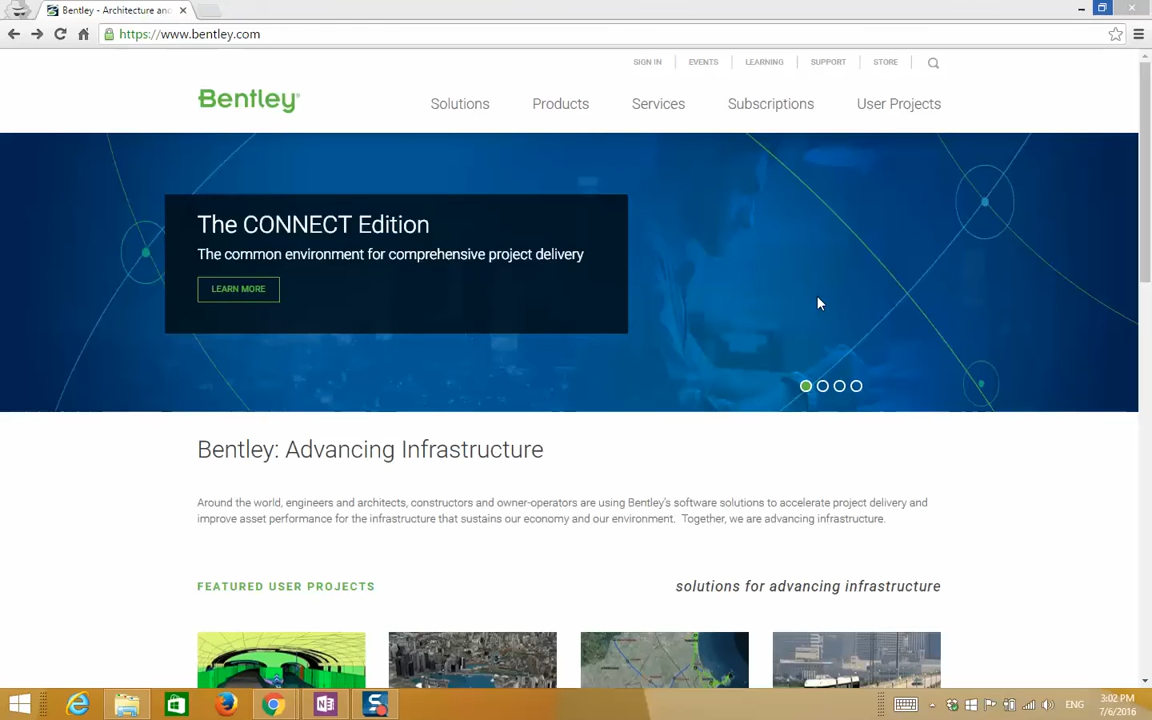 Bentley - Architecture and
https://www.bentley.com
SIGN IN
EVENTS
LEARNING
SUPPORT
STORE
Bentley
Solutions
Products
Services
Subscriptions
User Projects
The CONNECT Edition
The common environment for comprehensive project delivery
LEARN MORE
Bentley: Advancing Infrastructure
Around the world, engineers and architects, constructors and owner-operators are using Bentley's software solutions to accelerate project delivery and
improve asset performance for the infrastructure that sustains our economy and our environment. Together, we are advancing infrastructure.
FEATURED USER PROJECTS
solutions for advancing infrastructure
ENG
3:02 PM
7/6/2016